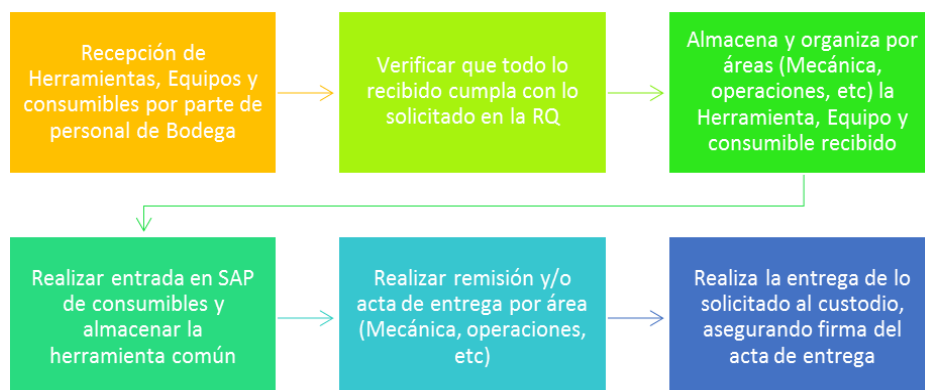 Recepción de
Herramientas, Equipos y
consumibles por parte de
personal de Bodega
Verificar que todo lo
recibido cumpla con lo
solicitado en la RQ
Almacena y organiza por
áreas (Mecánica,
operaciones, etc) la
Herramienta, Equipo y
consumible recibido
Realizar entrada en SAP
de consumibles y
almacenar la
herramienta común
Realizar remisión y/o
acta de entrega por área
(Mecánica, operaciones,
etc)
Realiza la entrega de lo
solicitado al custodio,
asegurando firma del
acta de entrega